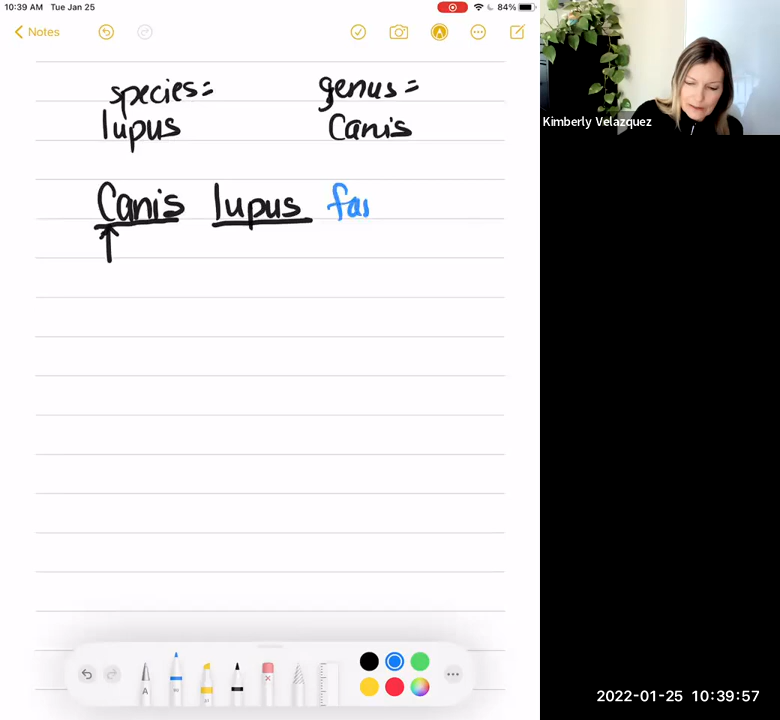 10:39 AM Tue Jan 25 84%
Notes
species= genus=
lupus Canis
Canis lupus fai
Kimberly Velazquez
A
2022-01-25 10:39:57